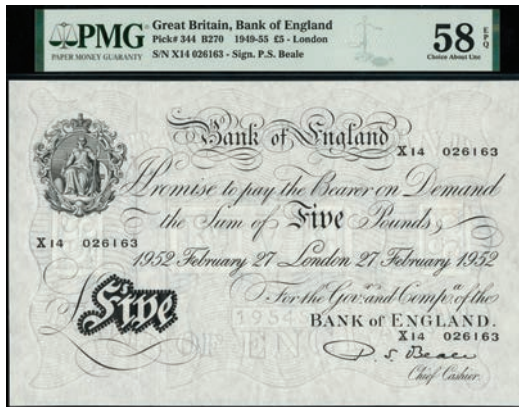 PMG
PAPER MONEY GUARANTY
Great Britain, Bank of England
Pick# 344 B270 1949-55 £5 - London
S/N X14 026163 - Sign. P.S. Beale
58 EPQ
Choice About Unc
Bank of England
X14 026163
Promise to pay the Bearer on Demand
the Sum of Five Pounds
X14 026163
1952 February 27 London 27 February 1952
For the Govr. and Compa. of the
BANK of ENGLAND.
X14 026163
£Five
P. S. Beale
Chief Cashier.